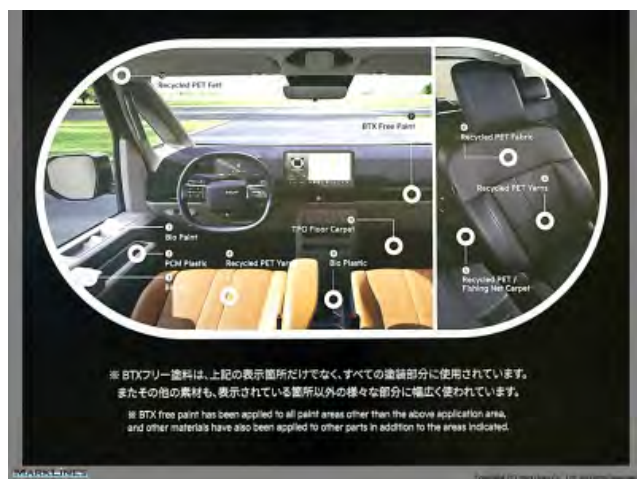 Recycled PET Felt
BTX Free Paint
Recycled PET Fabric
Recycled PET Yarns
Bio Paint
TPO Floor Carpet
PCM Plastic
Recycled PET Yarns
Bio Plastic
Recycled PET /
Fishing Net Carpet
※ BTXフリー塗料は、上記の表示箇所だけでなく、すべての塗装部分に使用されています。
またその他の素材も、表示されている箇所以外の様々な部分に幅広く使われています。
※ BTX free paint has been applied to all paint areas other than the above application area,
and other materials have also been applied to other parts in addition to the areas indicated.
MARKLINES